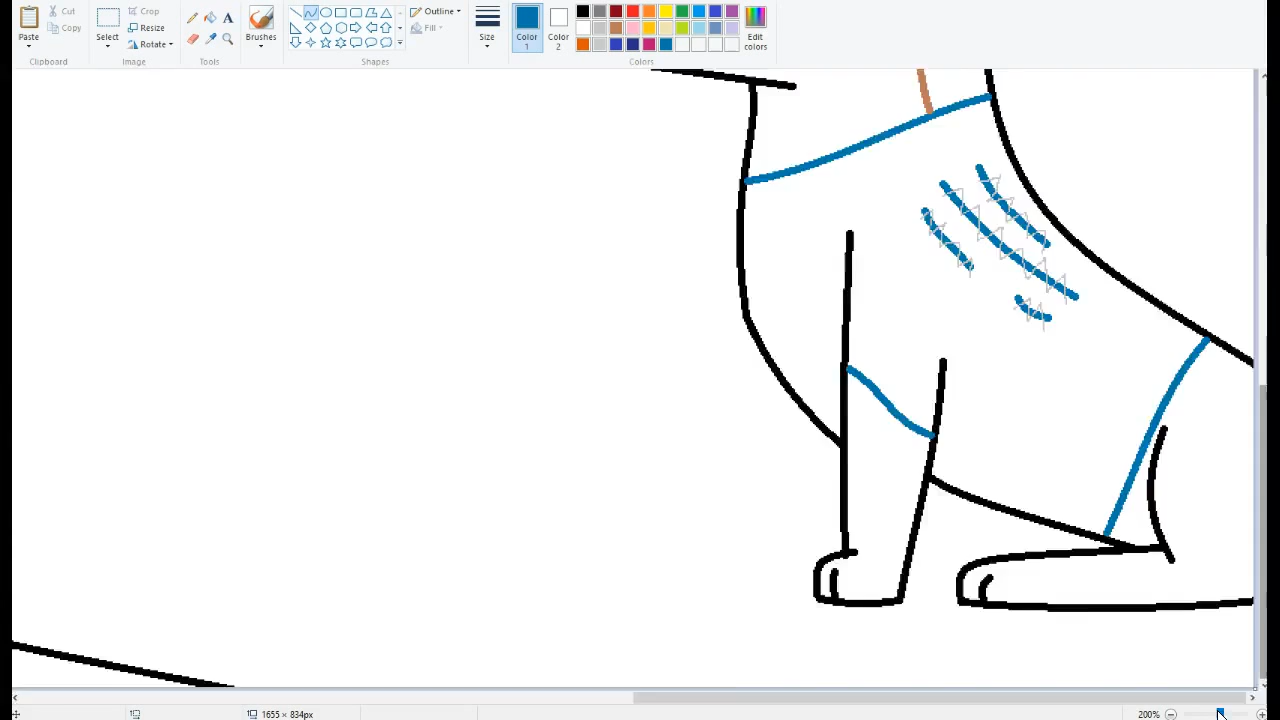 Paste
Cut
Copy
Clipboard
Select
Crop
Resize
Rotate
Image
A
Tools
Brushes
Shapes
Outline
Fill
Size
Color
1
Color
2
Edit
colors
Colors
1655 × 834px
200%